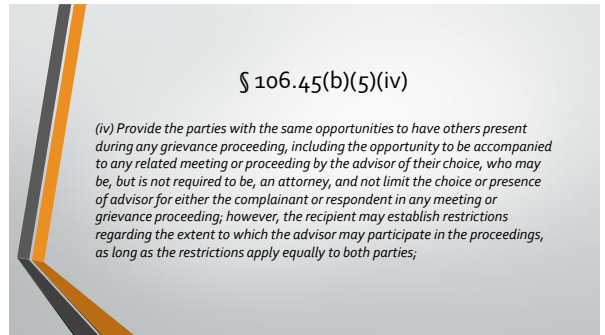 § 106.45(b)(5)(iv)
(iv) Provide the parties with the same opportunities to have others present
during any grievance proceeding, including the opportunity to be accompanied
to any related meeting or proceeding by the advisor of their choice, who may
be, but is not required to be, an attorney, and not limit the choice or presence
of advisor for either the complainant or respondent in any meeting or
grievance proceeding; however, the recipient may establish restrictions
regarding the extent to which the advisor may participate in the proceedings,
as long as the restrictions apply equally to both parties;